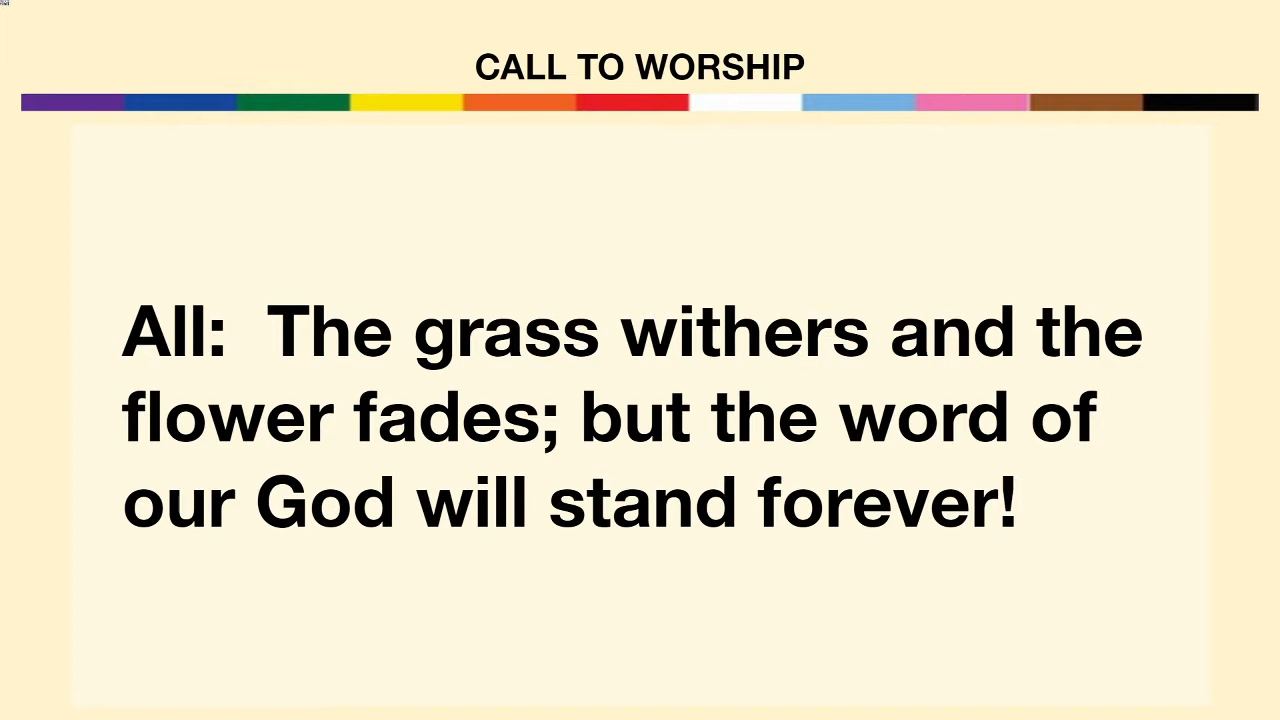 CALL TO WORSHIP
All:  The grass withers and the
flower fades; but the word of
our God will stand forever!